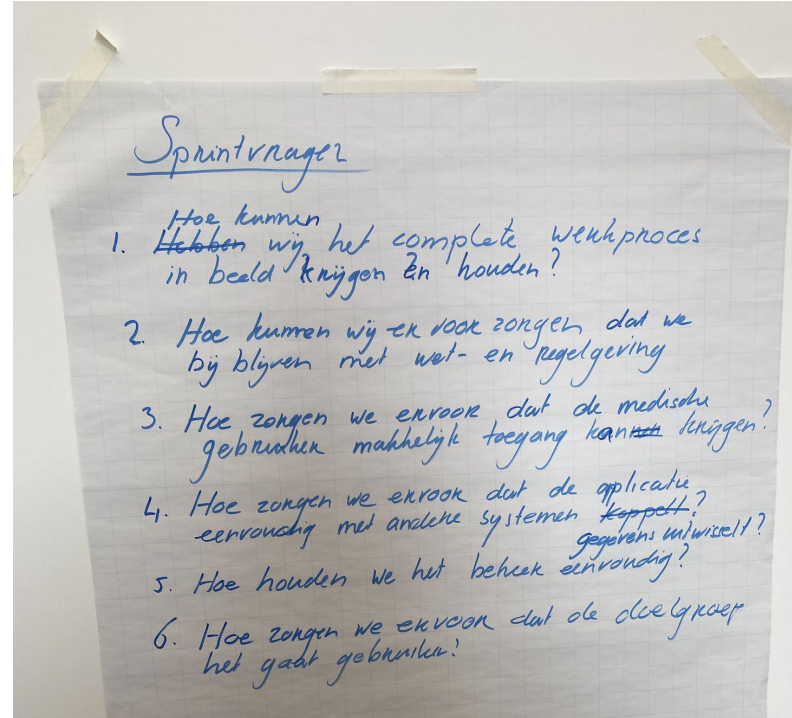 Sprintvragen
Hoe kunnen
1. Hebben wij het complete werkproces
in beeld krijgen en houden?
2. Hoe kunnen wij er voor zorgen dat we
bij blijven met wet- en regelgeving
3. Hoe zorgen we ervoor dat de medische
gebruiker makkelijk toegang kan krijgen?
4. Hoe zorgen we ervoor dat de applicatie
eenvoudig met andere systemen koppelt?
gegevens uitwisselt?
5. Hoe houden we het beheer eenvoudig?
6. Hoe zorgen we ervoor dat de doelgroep
het gaat gebruiken?